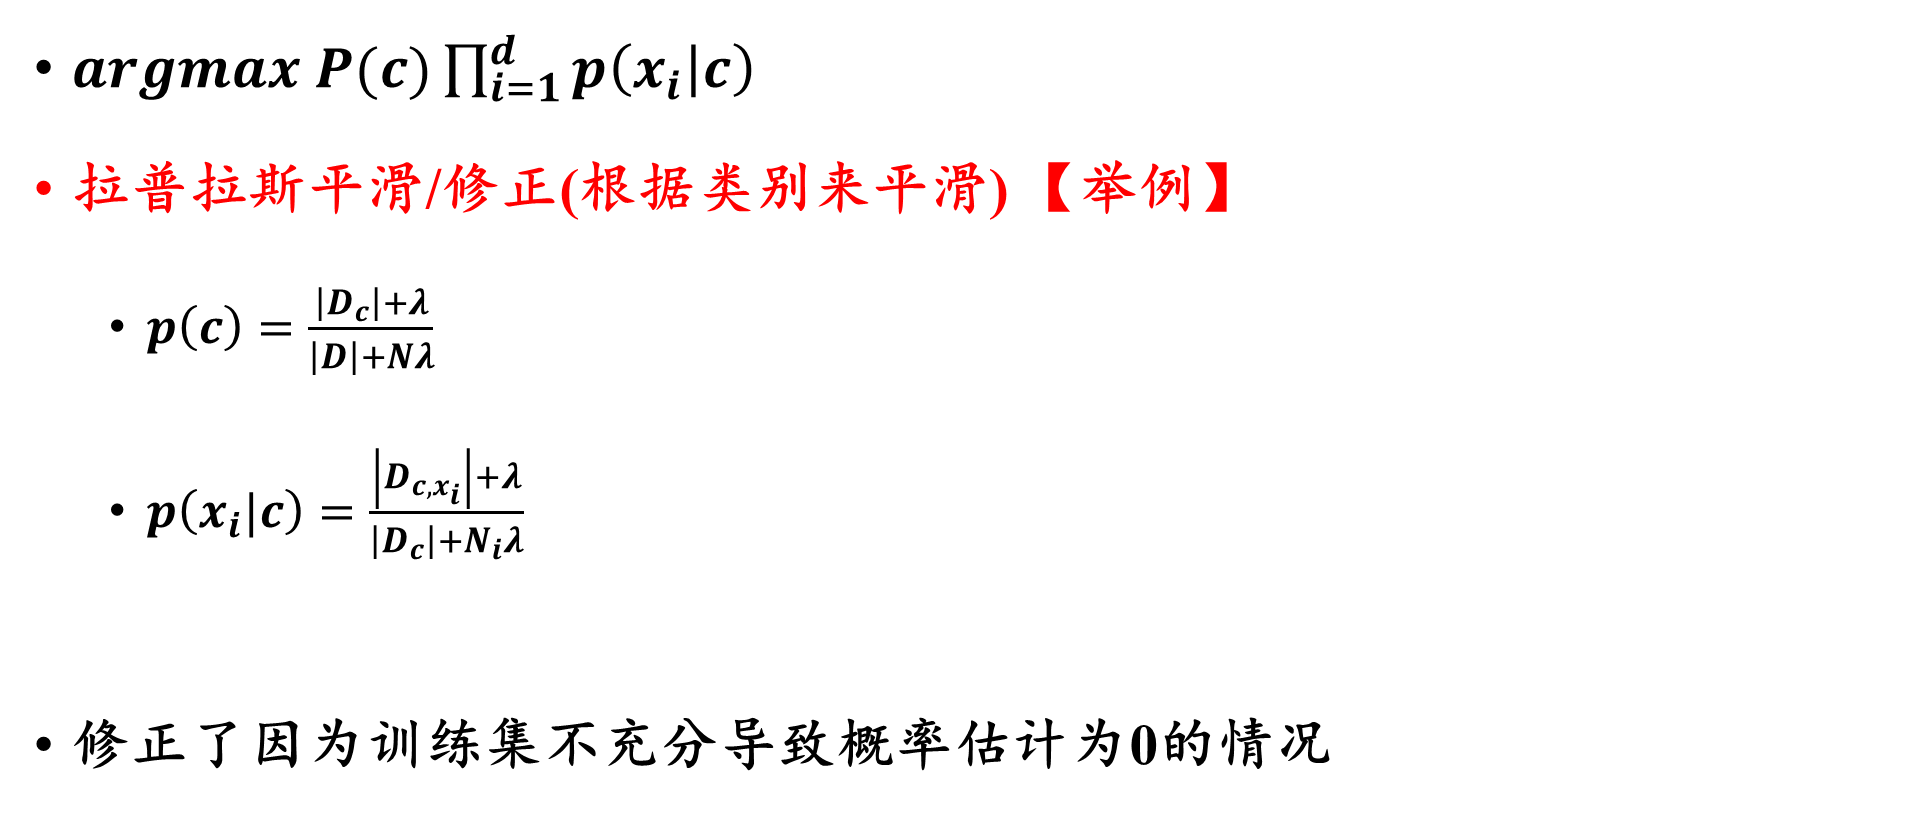 • argmax P(c) ∏_{i=1}^{d} p(x_i|c)
• 拉普拉斯平滑/修正(根据类别来平滑)【举例】
• p(c) = \frac{|D_c|+λ}{|D|+Nλ}
• p(x_i|c) = \frac{|D_{c,x_i}|+λ}{|D_c|+N_iλ}
• 修正了因为训练集不充分导致概率估计为0的情况